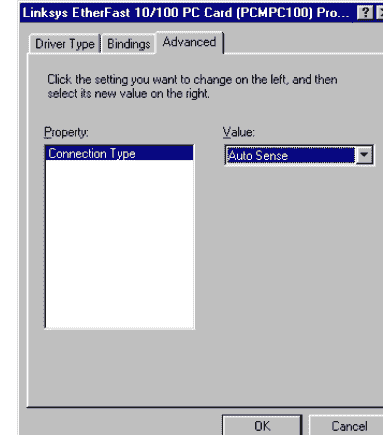 Linksys EtherFast 10/100 PC Card (PCMPC100) Pro... ?
Driver Type Bindings Advanced
Click the setting you want to change on the left, and then
select its new value on the right.
Property: Value:
Connection Type Auto Sense
OK Cancel